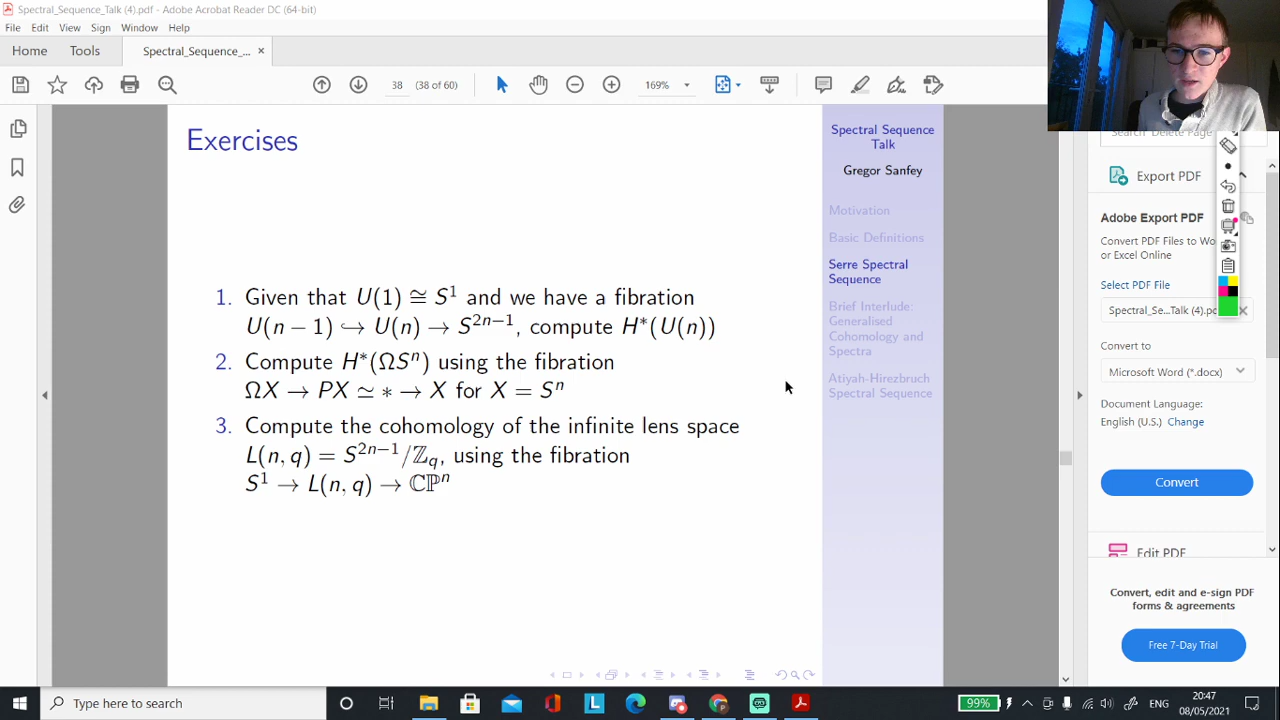 Spectral_Sequence_Talk (4).pdf - Adobe Acrobat Reader DC (64-bit)
File Edit View Sign Window Help
Home Tools Spectral_Sequence_... ×
38 (38 of 60) 169%
Exercises
1. Given that U(1) ≅ S¹ and we have a fibration
U(n − 1) ↪ U(n) → S²ⁿ⁻¹, compute H*(U(n))
2. Compute H*(ΩSⁿ) using the fibration
ΩX → PX ≃ * → X for X = Sⁿ
3. Compute the cohomology of the infinite lens space
L(n, q) = S²ⁿ⁻¹/ℤq, using the fibration
S¹ → L(n, q) → ℂℙⁿ
Spectral Sequence
Talk
Gregor Sanfey
Motivation
Basic Definitions
Serre Spectral
Sequence
Brief Interlude:
Generalised
Cohomology and
Spectra
Atiyah-Hirezbruch
Spectral Sequence
Search 'Delete Page'
Export PDF
Adobe Export PDF
Convert PDF Files to Wo
or Excel Online
Select PDF File
Spectral_Se...Talk (4).pd
Convert to
Microsoft Word (*.docx)
Document Language:
English (U.S.) Change
Convert
Edit PDF
Convert, edit and e-sign PDF
forms & agreements
Free 7-Day Trial
Type here to search
99%
ENG
20:47
08/05/2021